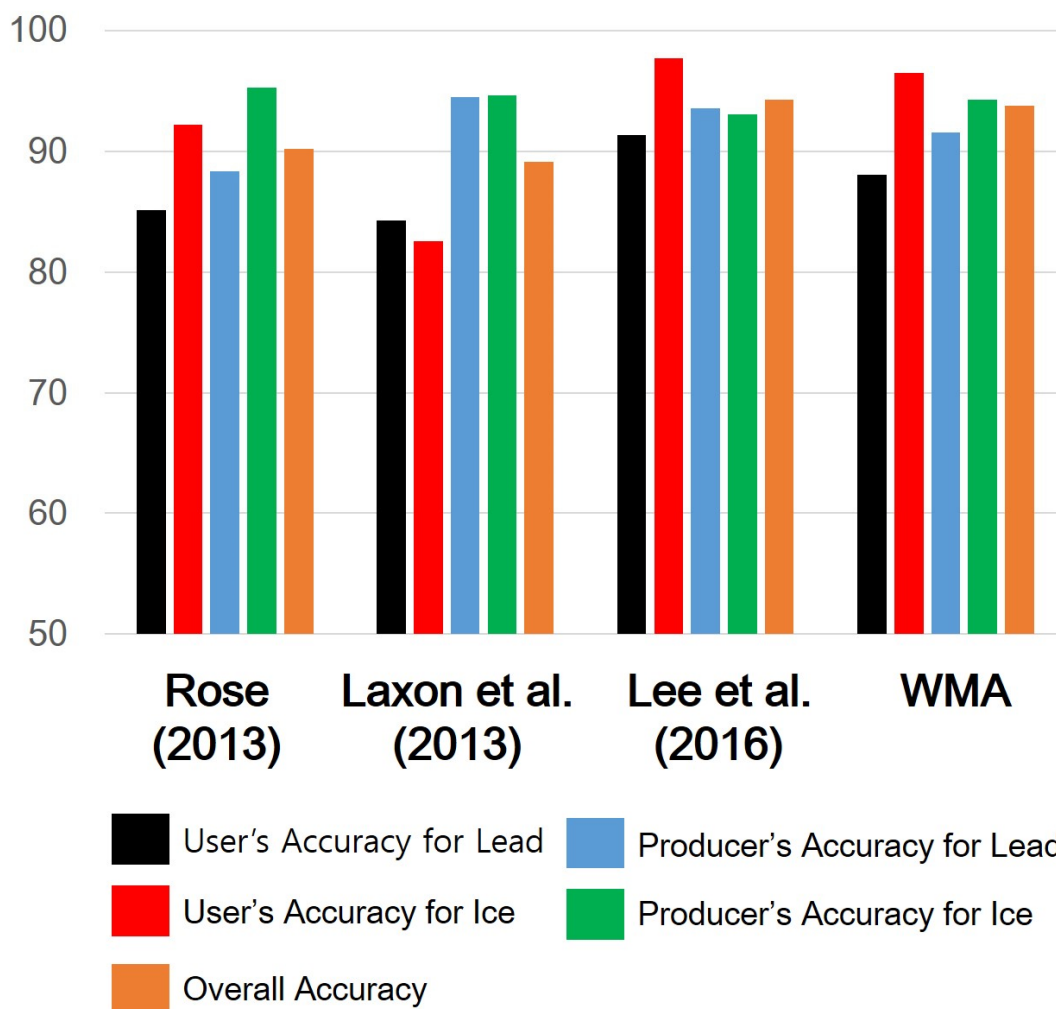 100
90
80
70
60
50
Rose
(2013)
Laxon et al.
(2013)
Lee et al.
(2016)
WMA
User's Accuracy for Lead
Producer's Accuracy for Lead
User's Accuracy for Ice
Producer's Accuracy for Ice
Overall Accuracy